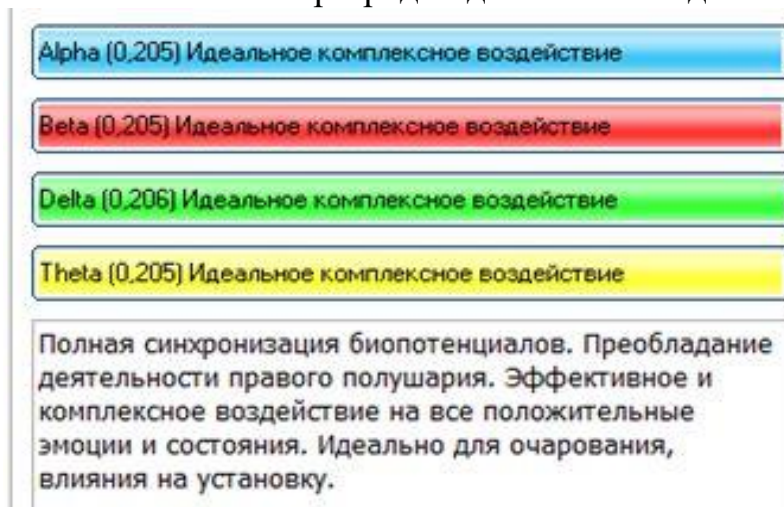 Alpha (0,205) Идеальное комплексное воздействие
Beta (0,205) Идеальное комплексное воздействие
Delta (0,206) Идеальное комплексное воздействие
Theta (0,205) Идеальное комплексное воздействие
Полная синхронизация биопотенциалов. Преобладание
деятельности правого полушария. Эффективное и
комплексное воздействие на все положительные
эмоции и состояния. Идеально для очарования,
влияния на установку.